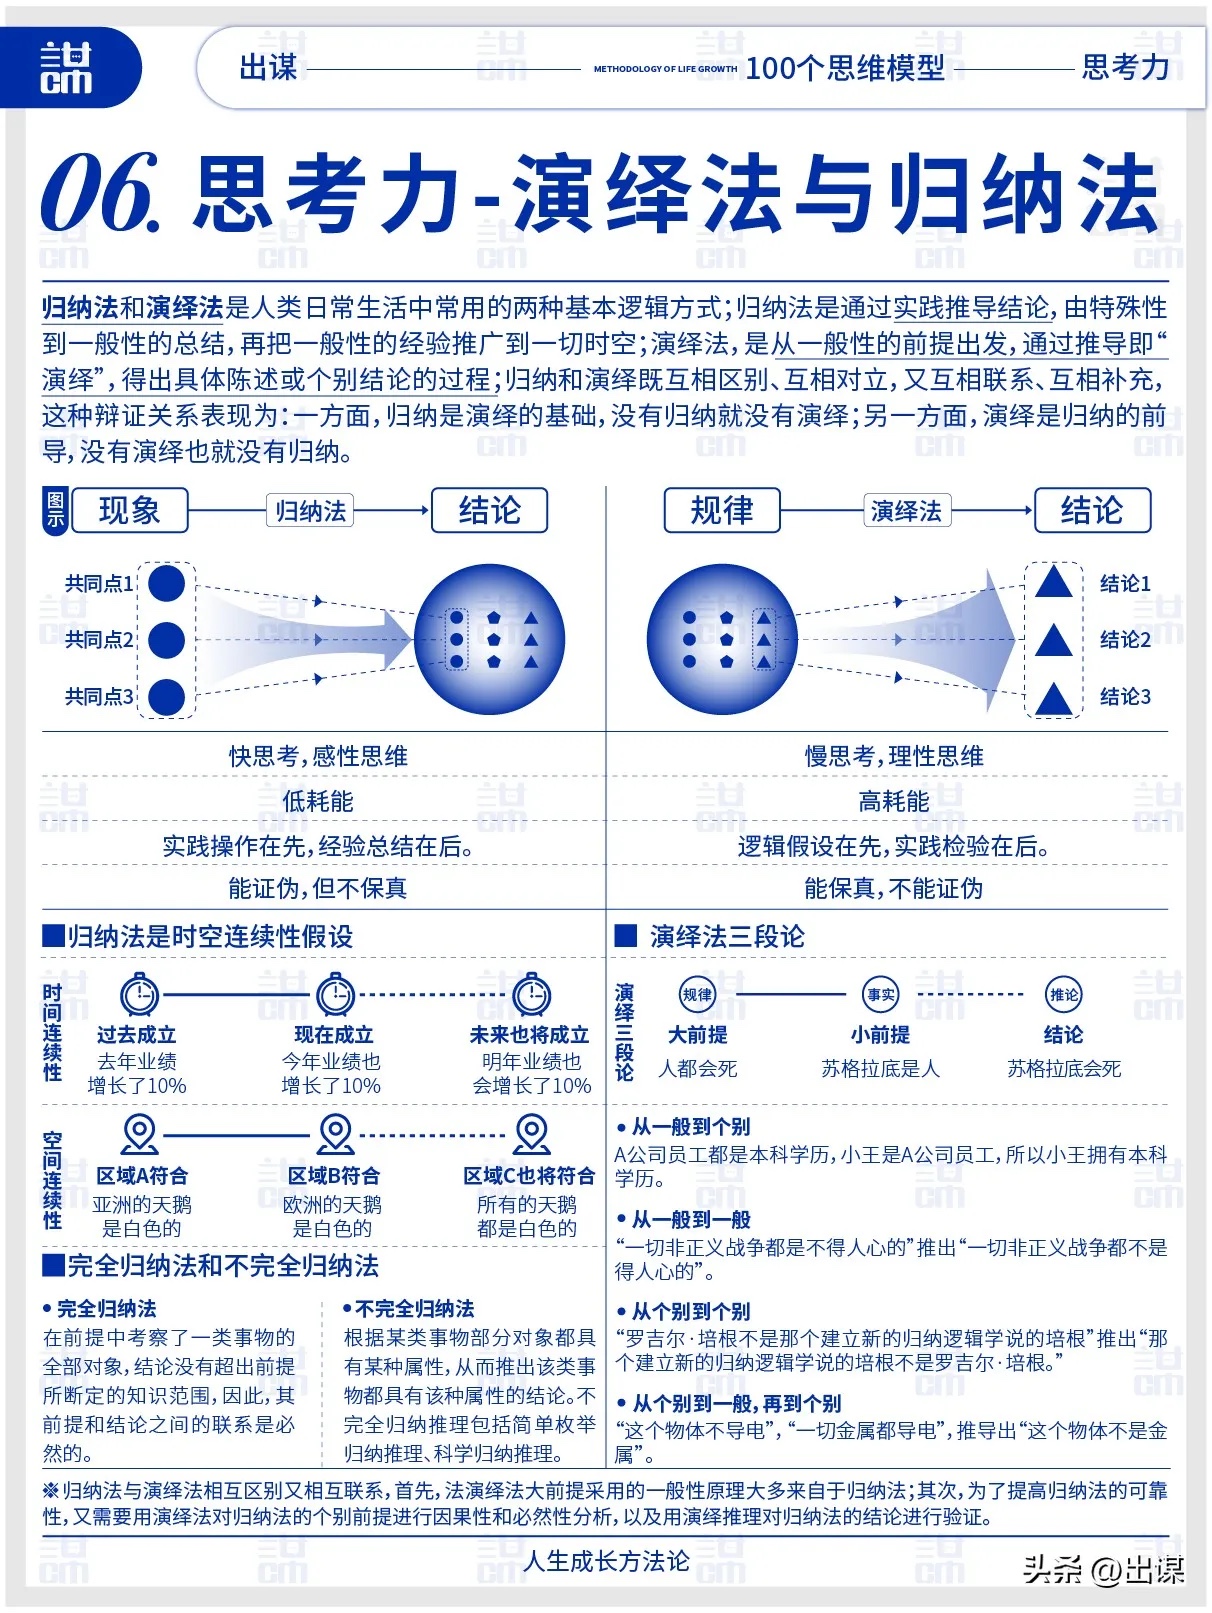 出谋 METHODOLOGY OF LIFE GROWTH 100个思维模型 思考力
06. 思考力-演绎法与归纳法
归纳法和演绎法是人类日常生活中常用的两种基本逻辑方式；归纳法是通过实践推导结论，由特殊性
到一般性的总结，再把一般性的经验推广到一切时空；演绎法，是从一般性的前提出发，通过推导即“
演绎”，得出具体陈述或个别结论的过程；归纳和演绎既互相区别、互相对立，又互相联系、互相补充，
这种辩证关系表现为：一方面，归纳是演绎的基础，没有归纳就没有演绎；另一方面，演绎是归纳的前
导，没有演绎也就没有归纳。
图示
现象 归纳法 结论
共同点1
共同点2
共同点3
规律 演绎法 结论
结论1
结论2
结论3
快思考，感性思维 慢思考，理性思维
低耗能 高耗能
实践操作在先，经验总结在后。 逻辑假设在先，实践检验在后。
能证伪，但不保真 能保真，不能证伪
归纳法是时空连续性假设
时间连续性
过去成立 现在成立 未来也将成立
去年业绩 今年业绩也 明年业绩也
增长了10% 增长了10% 会增长了10%
空间连续性
区域A符合 区域B符合 区域C也将符合
亚洲的天鹅 欧洲的天鹅 所有的天鹅
是白色的 是白色的 都是白色的
完全归纳法和不完全归纳法
• 完全归纳法
在前提中考察了一类事物的
全部对象，结论没有超出前提
所断定的知识范围，因此，其
前提和结论之间的联系是必
然的。
• 不完全归纳法
根据某类事物部分对象都具
有某种属性，从而推出该类事
物都具有该种属性的结论。不
完全归纳推理包括简单枚举
归纳推理、科学归纳推理。
演绎法三段论
演绎三段论
规律 事实 推论
大前提 小前提 结论
人都会死 苏格拉底是人 苏格拉底会死
• 从一般到个别
A公司员工都是本科学历，小王是A公司员工，所以小王拥有本科
学历。
• 从一般到一般
“一切非正义战争都是不得人心的”推出“一切非正义战争都不是
得人心的”。
• 从个别到个别
“罗吉尔·培根不是那个建立新的归纳逻辑学说的培根”推出“那
个建立新的归纳逻辑学说的培根不是罗吉尔·培根。”
• 从个别到一般，再到个别
“这个物体不导电”，“一切金属都导电”，推导出“这个物体不是金
属”。
※归纳法与演绎法相互区别又相互联系，首先，法演绎法大前提采用的一般性原理大多来自于归纳法；其次，为了提高归纳法的可靠
性，又需要用演绎法对归纳法的个别前提进行因果性和必然性分析，以及用演绎推理对归纳法的结论进行验证。
人生成长方法论
头条 @出谋